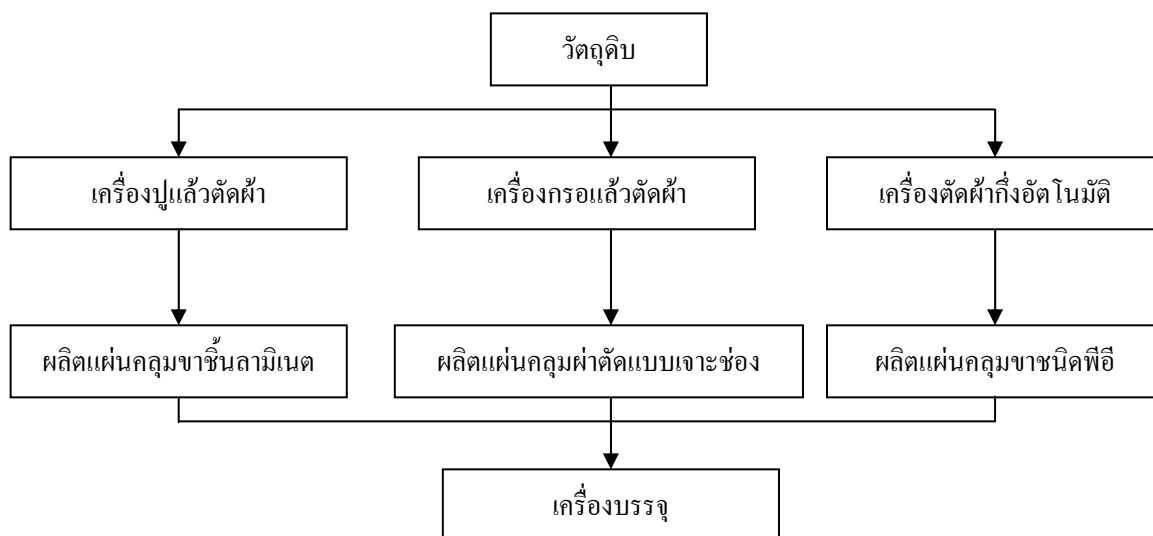 วัตถุดิบ
เครื่องปูแล้วตัดผ้า
เครื่องกรอแล้วตัดผ้า
เครื่องตัดผ้ากึ่งอัตโนมัติ
ผลิตแผ่นคลุมขาชิ้นลามิเนต
ผลิตแผ่นคลุมผ่าตัดแบบเจาะช่อง
ผลิตแผ่นคลุมขาชนิดพีอี
เครื่องบรรจุ